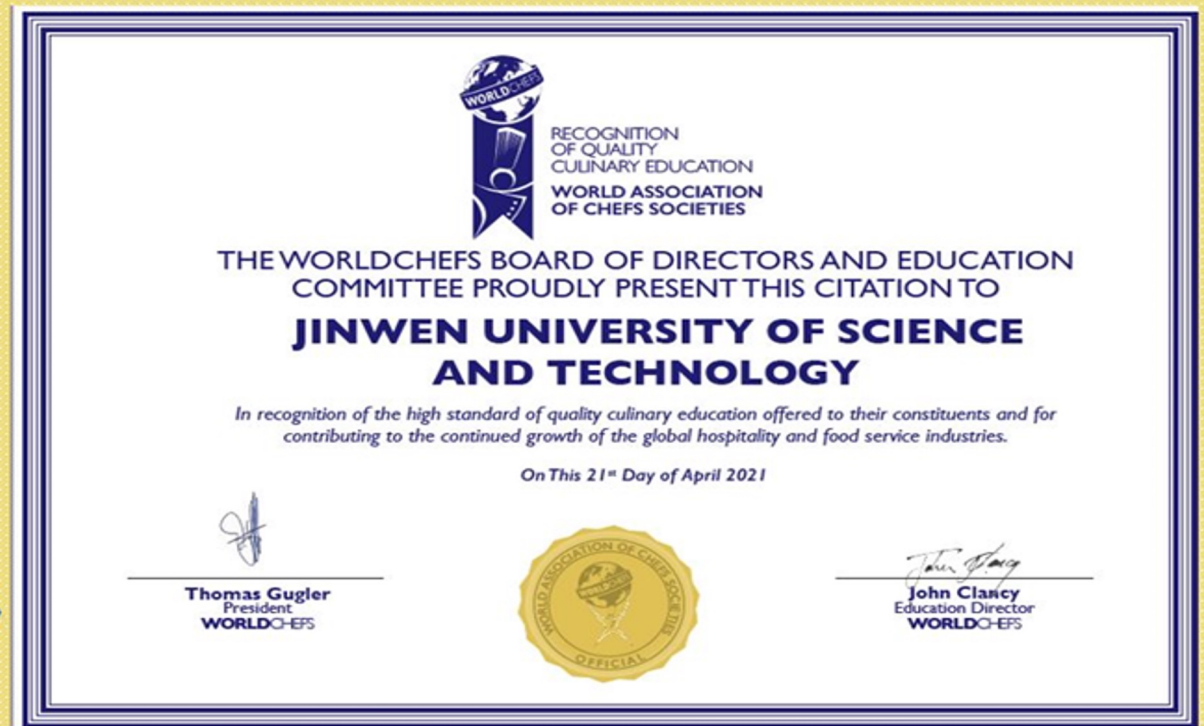 WORLDCHEFS
RECOGNITION
OF QUALITY
CULINARY EDUCATION
WORLD ASSOCIATION
OF CHEFS SOCIETIES
THE WORLDCHEFS BOARD OF DIRECTORS AND EDUCATION
COMMITTEE PROUDLY PRESENT THIS CITATION TO
JINWEN UNIVERSITY OF SCIENCE
AND TECHNOLOGY
In recognition of the high standard of quality culinary education offered to their constituents and for
contributing to the continued growth of the global hospitality and food service industries.
On This 21st Day of April 2021
Thomas Gugler
President
WORLDCHEFS
WORLD ASSOCIATION OF CHEFS SOCIETIES
WORLDCHEFS
OFFICIAL
John Clancy
John Clancy
Education Director
WORLDCHEFS